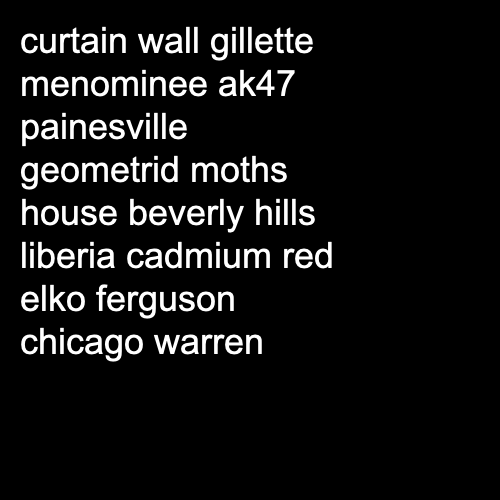 curtain wall gillette
menominee ak47
painesville
geometrid moths
house beverly hills
liberia cadmium red
elko ferguson
chicago warren